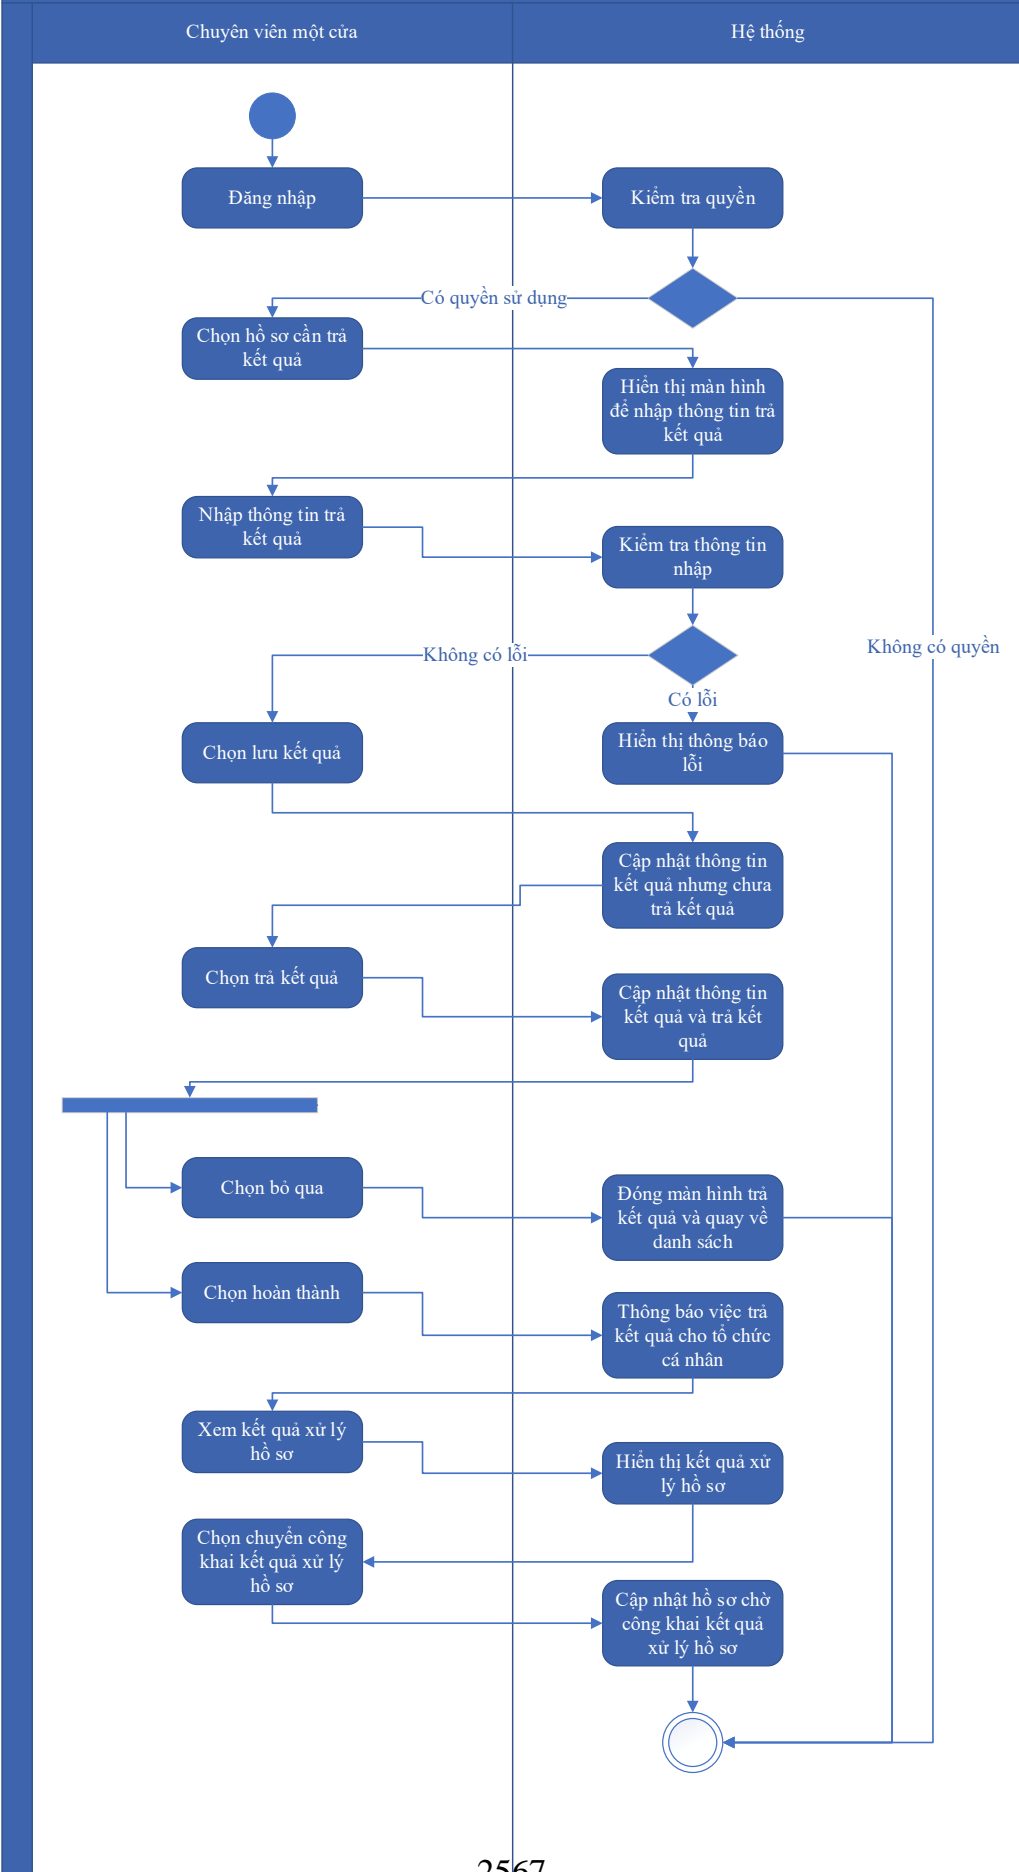 Chuyên viên một cửa
Hệ thống
Đăng nhập
Kiểm tra quyền
Có quyền sử dụng
Chọn hồ sơ cần trả
kết quả
Hiển thị màn hình
để nhập thông tin trả
kết quả
Nhập thông tin trả
kết quả
Kiểm tra thông tin
nhập
Không có quyền
Không có lỗi
Có lỗi
Chọn lưu kết quả
Hiển thị thông báo
lỗi
Cập nhật thông tin
kết quả nhưng chưa
trả kết quả
Chọn trả kết quả
Cập nhật thông tin
kết quả và trả kết
quả
Chọn bỏ qua
Đóng màn hình trả
kết quả và quay về
danh sách
Chọn hoàn thành
Thông báo việc trả
kết quả cho tổ chức
cá nhân
Xem kết quả xử lý
hồ sơ
Hiển thị kết quả xử
lý hồ sơ
Chọn chuyển công
khai kết quả xử lý
hồ sơ
Cập nhật hồ sơ chờ
công khai kết quả
xử lý hồ sơ
2567